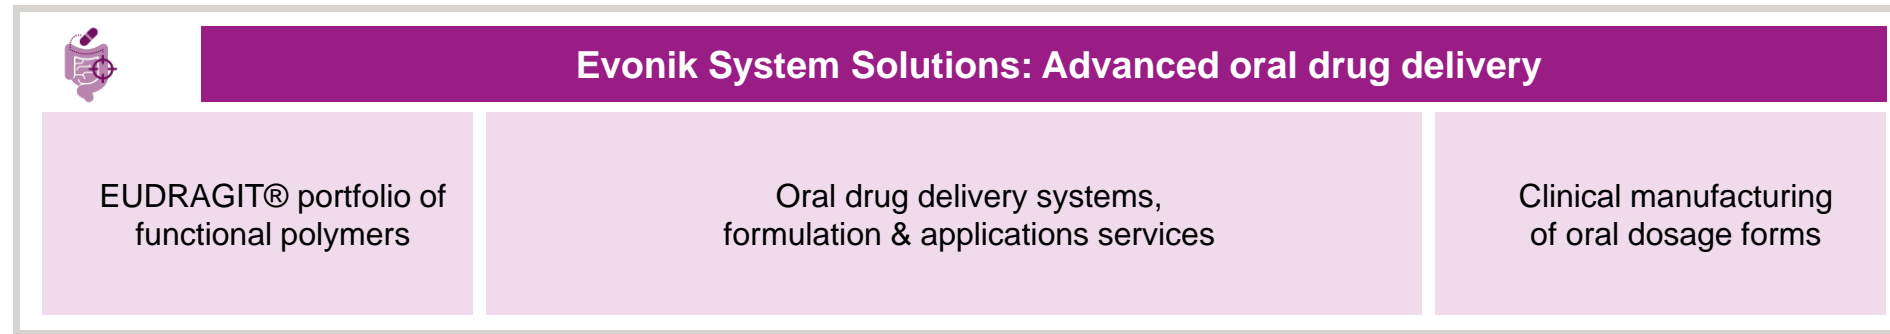 Evonik System Solutions: Advanced oral drug delivery
EUDRAGIT® portfolio of
functional polymers
Oral drug delivery systems,
formulation & applications services
Clinical manufacturing
of oral dosage forms